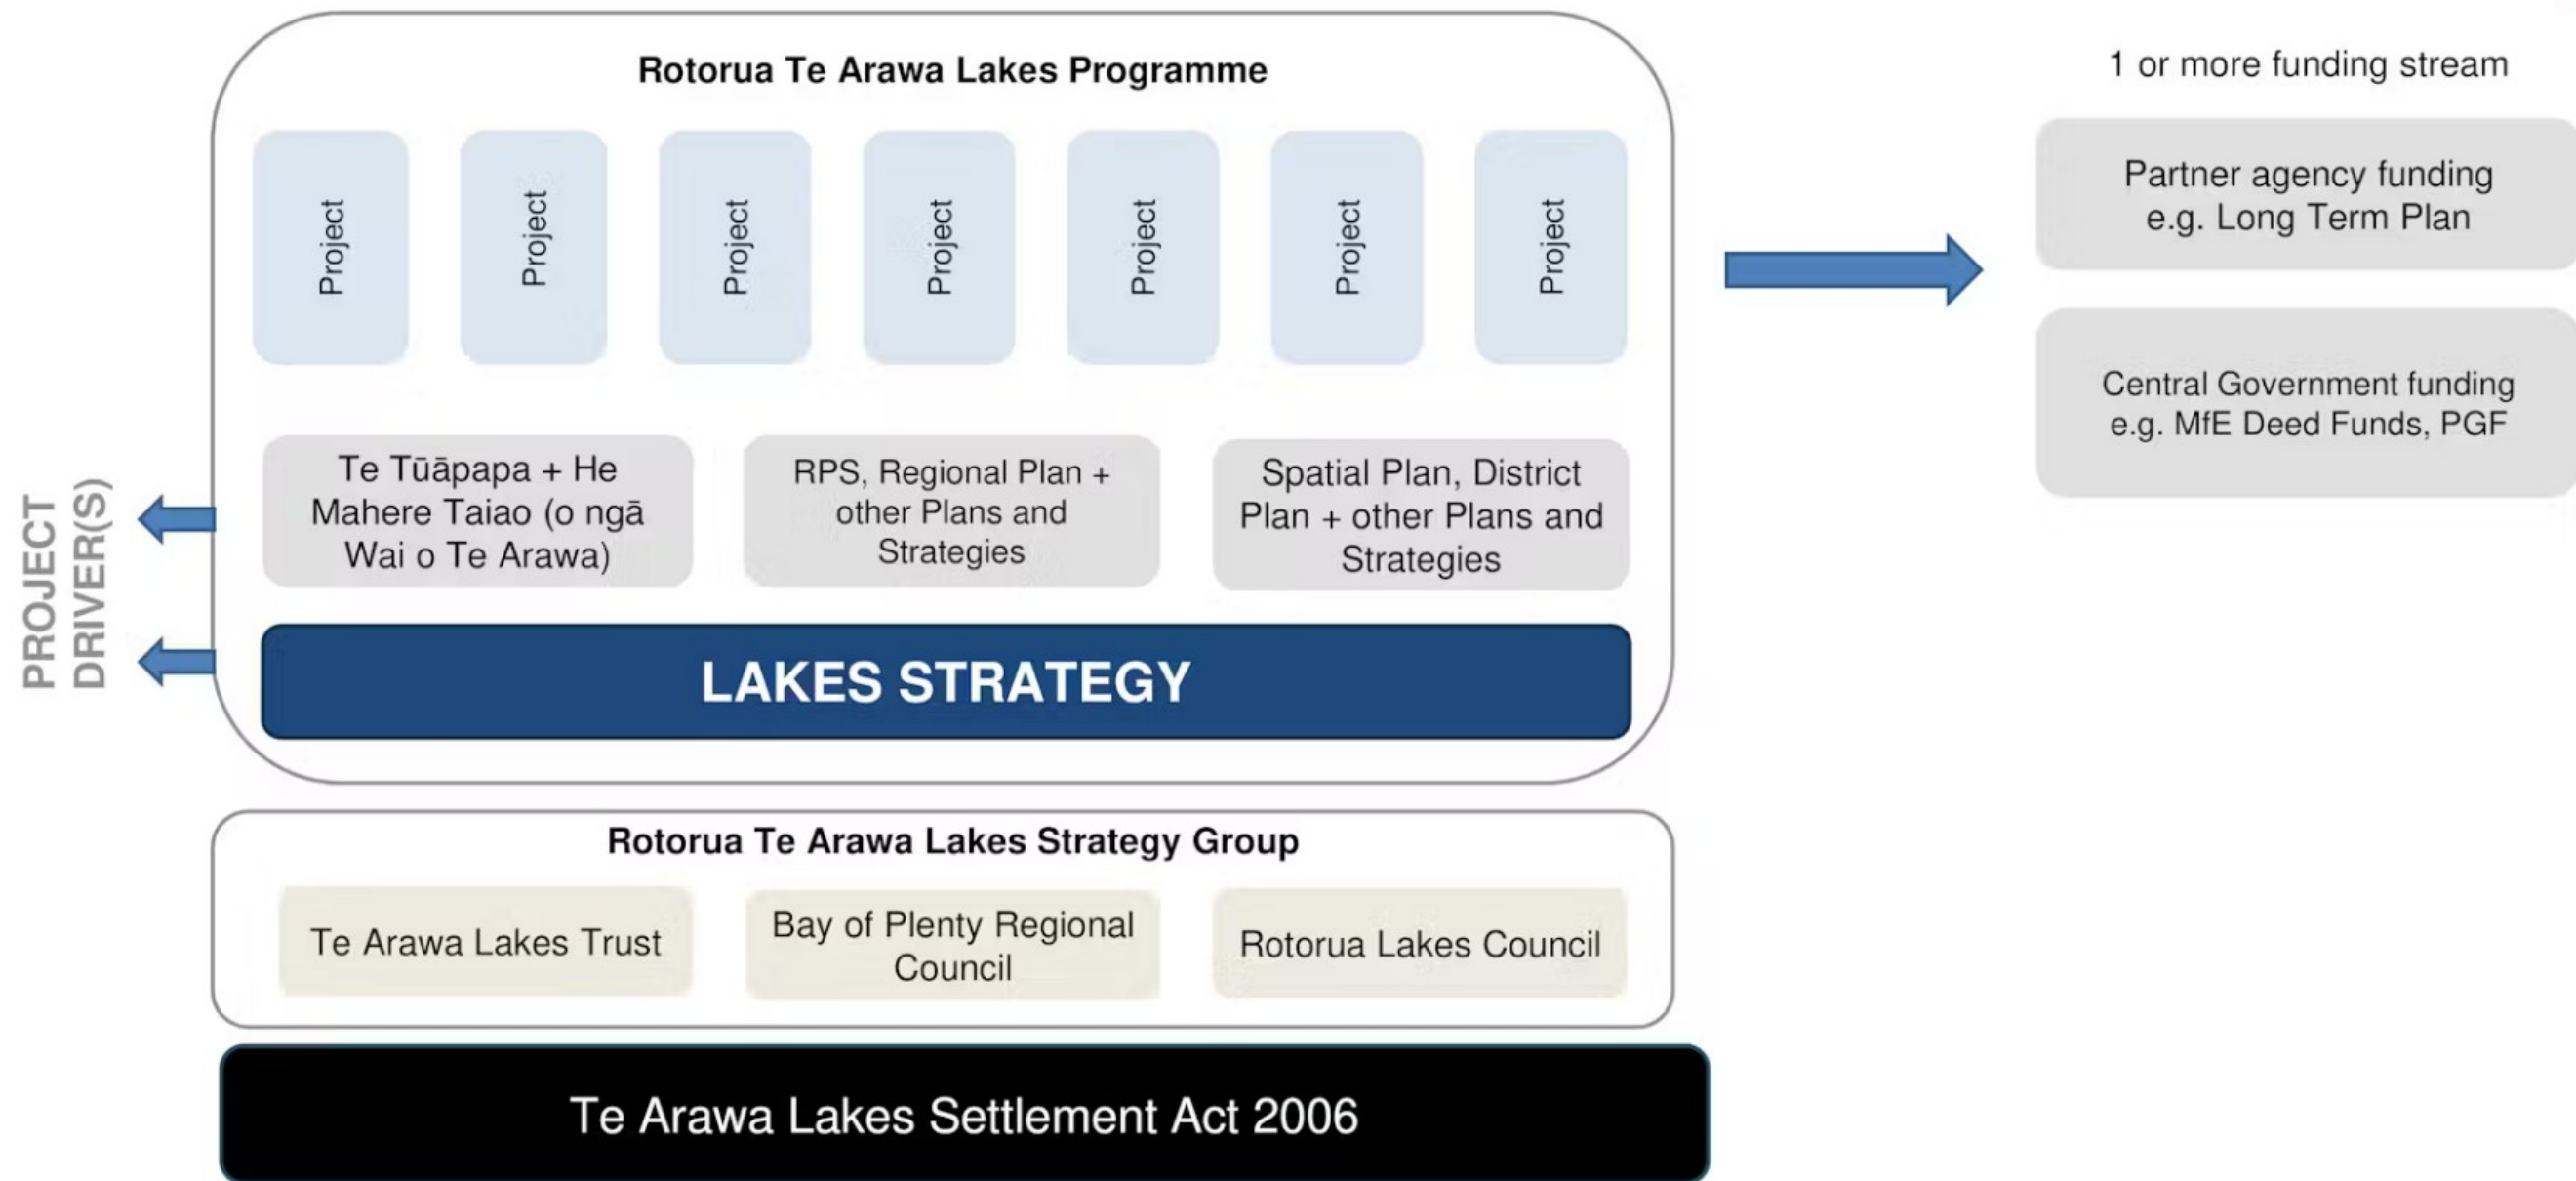 Rotorua Te Arawa Lakes Programme
Project
Project
Project
Project
Project
Project
Project
1 or more funding stream
Partner agency funding
e.g. Long Term Plan
Central Government funding
e.g. MfE Deed Funds, PGF
PROJECT
DRIVER(S)
Te Tūāpapa + He
Mahere Taiao (o ngā
Wai o Te Arawa)
RPS, Regional Plan +
other Plans and
Strategies
Spatial Plan, District
Plan + other Plans and
Strategies
LAKES STRATEGY
Rotorua Te Arawa Lakes Strategy Group
Te Arawa Lakes Trust
Bay of Plenty Regional
Council
Rotorua Lakes Council
Te Arawa Lakes Settlement Act 2006